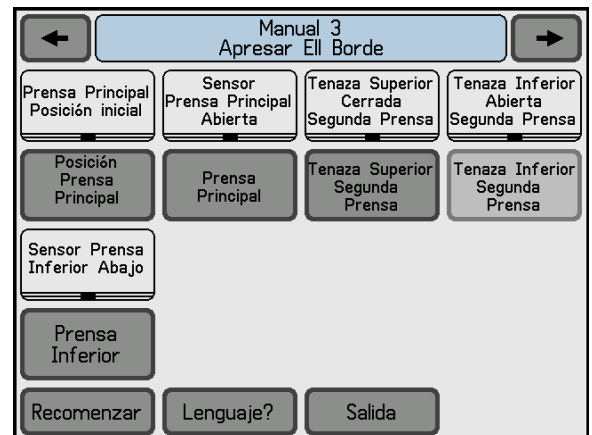 Manual 3
Apresar Ell Borde
Prensa Principal
Posición inicial
Sensor
Prensa Principal
Abierta
Tenaza Superior
Cerrada
Segunda Prensa
Tenaza Inferior
Abierta
Segunda Prensa
Posición
Prensa
Principal
Prensa
Principal
Tenaza Superior
Segunda
Prensa
Tenaza Inferior
Segunda
Prensa
Sensor Prensa
Inferior Abajo
Prensa
Inferior
Recomenzar
Lenguaje?
Salida